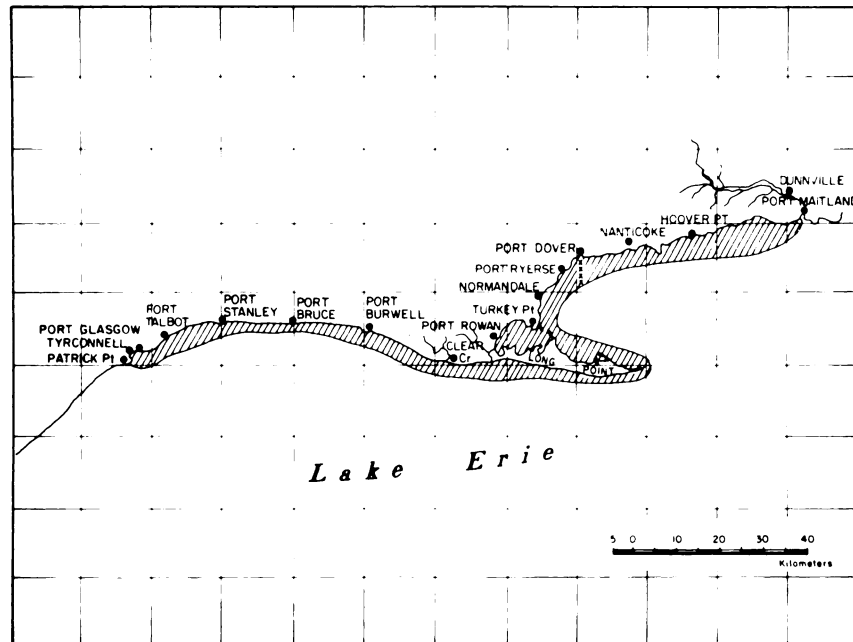 DUNNVILLE
PORT MAITLAND
HOOVER PT.
NANTICOKE
PORT DOVER
PORT RYERSE
NORMANDALE
TURKEY Pt
PORT ROWAN
CLEAR
Cr.
LONG
POINT
PORT
BURWELL
PORT
BRUCE
PORT
STANLEY
PORT
TALBOT
PORT GLASGOW
TYRCONNELL
PATRICK Pt
Lake Erie
5 0 10 20 30 40
Kilometers